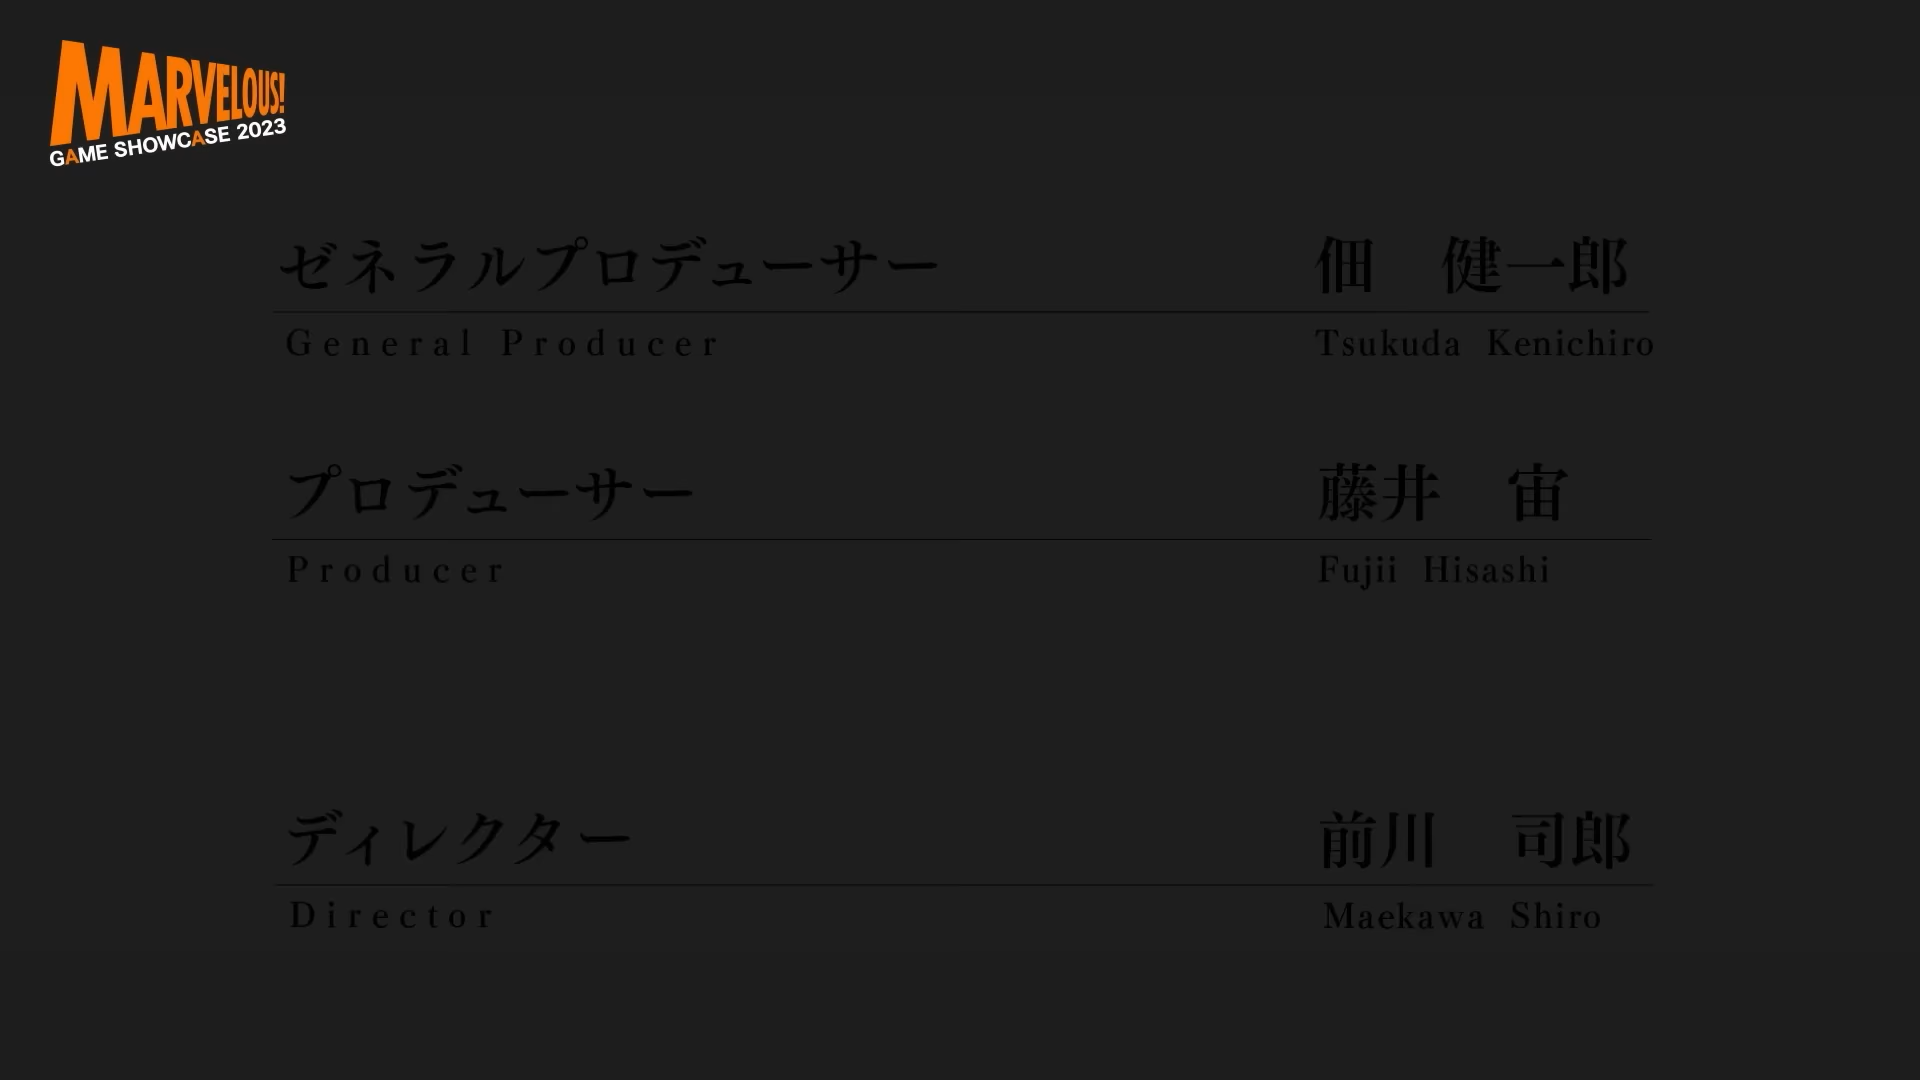 MARVELOUS!
GAME SHOWCASE 2023
ゼネラルプロデューサー 佃 健一郎
General Producer Tsukuda Kenichiro
プロデューサー 藤井 宙
Producer Fujii Hisashi
ディレクター 前川 司郎
Director Maekawa Shiro